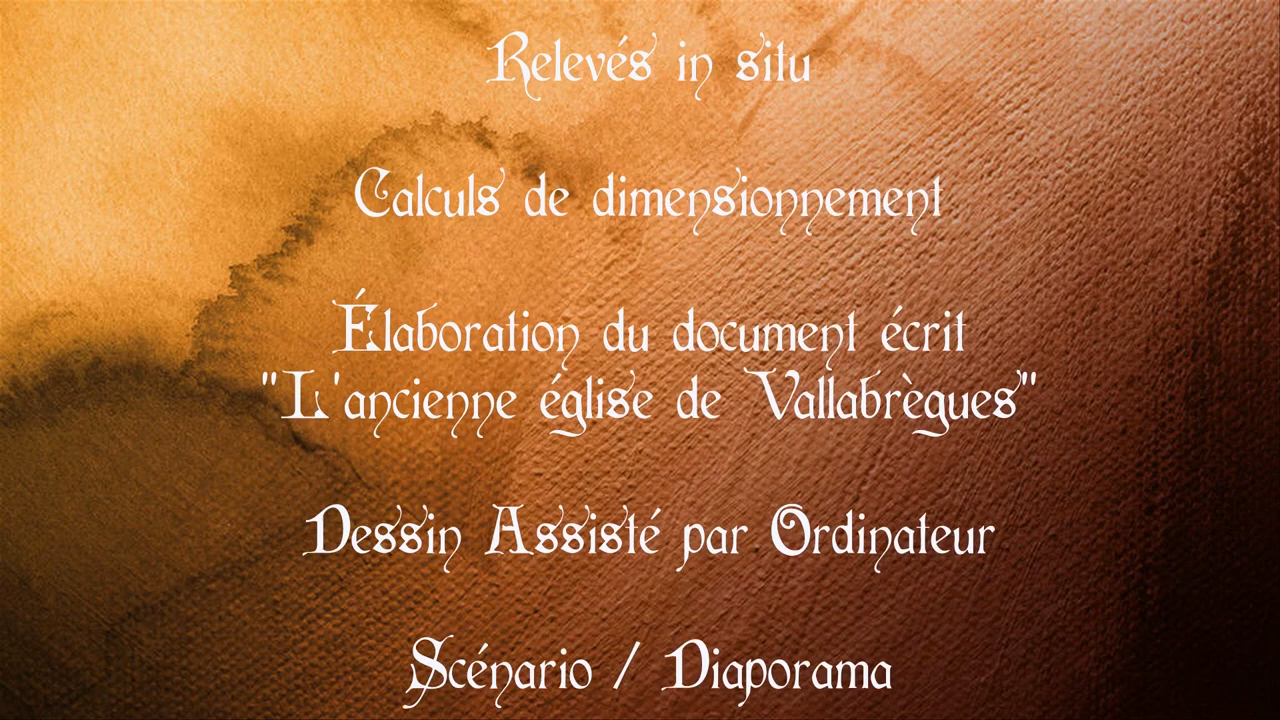 Relevés in situ
Calculs de dimensionnement
Élaboration du document écrit
"L'ancienne église de Vallabrègues"
Dessin Assisté par Ordinateur
Scénario / Diaporama